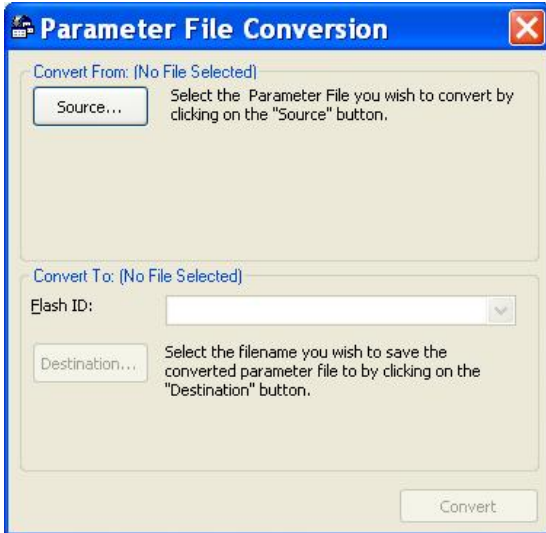 Parameter File Conversion
Convert From: (No File Selected)
Source...
Select the Parameter File you wish to convert by
clicking on the "Source" button.
Convert To: (No File Selected)
Flash ID:
Destination...
Select the filename you wish to save the
converted parameter file to by clicking on the
"Destination" button.
Convert